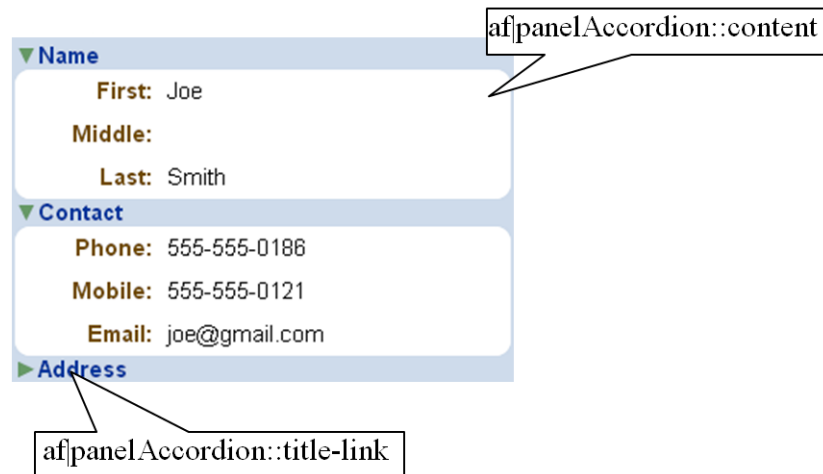 af|panelAccordion::content
Name
First: Joe
Middle:
Last: Smith
Contact
Phone: 555-555-0186
Mobile: 555-555-0121
Email: joe@gmail.com
Address
af|panelAccordion::title-link